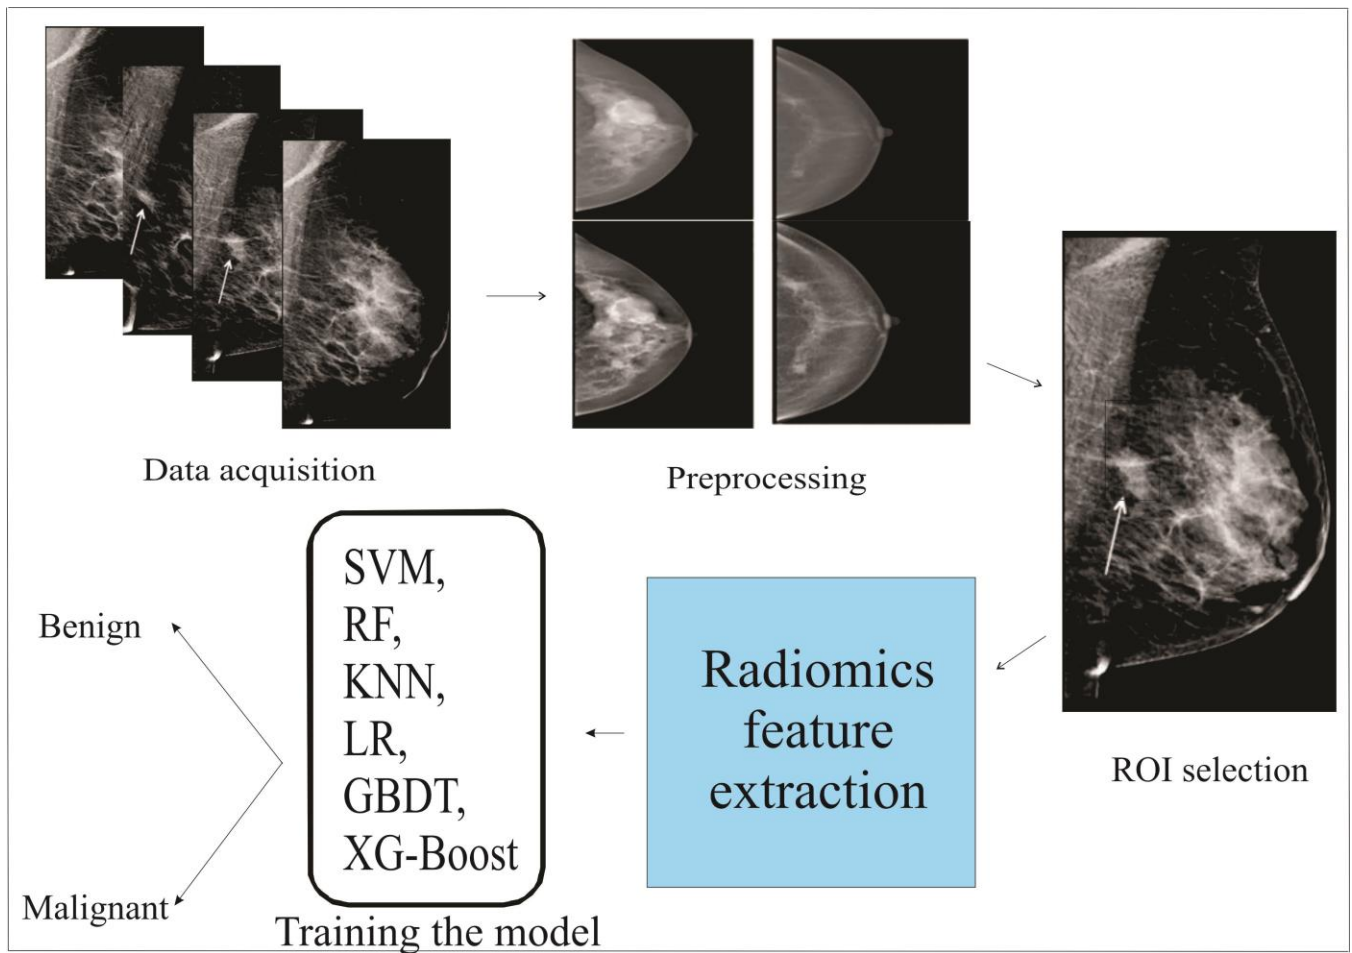 Data acquisition
Preprocessing
ROI selection
Radiomics
feature
extraction
SVM,
RF,
KNN,
LR,
GBDT,
XG-Boost
Training the model
Benign
Malignant